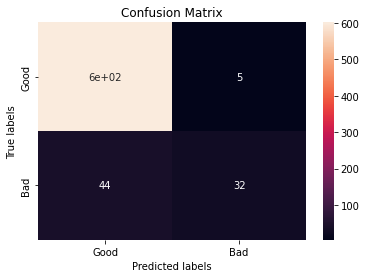 Confusion Matrix
Good
6e+02
5
Bad
44
32
Good
Bad
True labels
Predicted labels
600
500
400
300
200
100